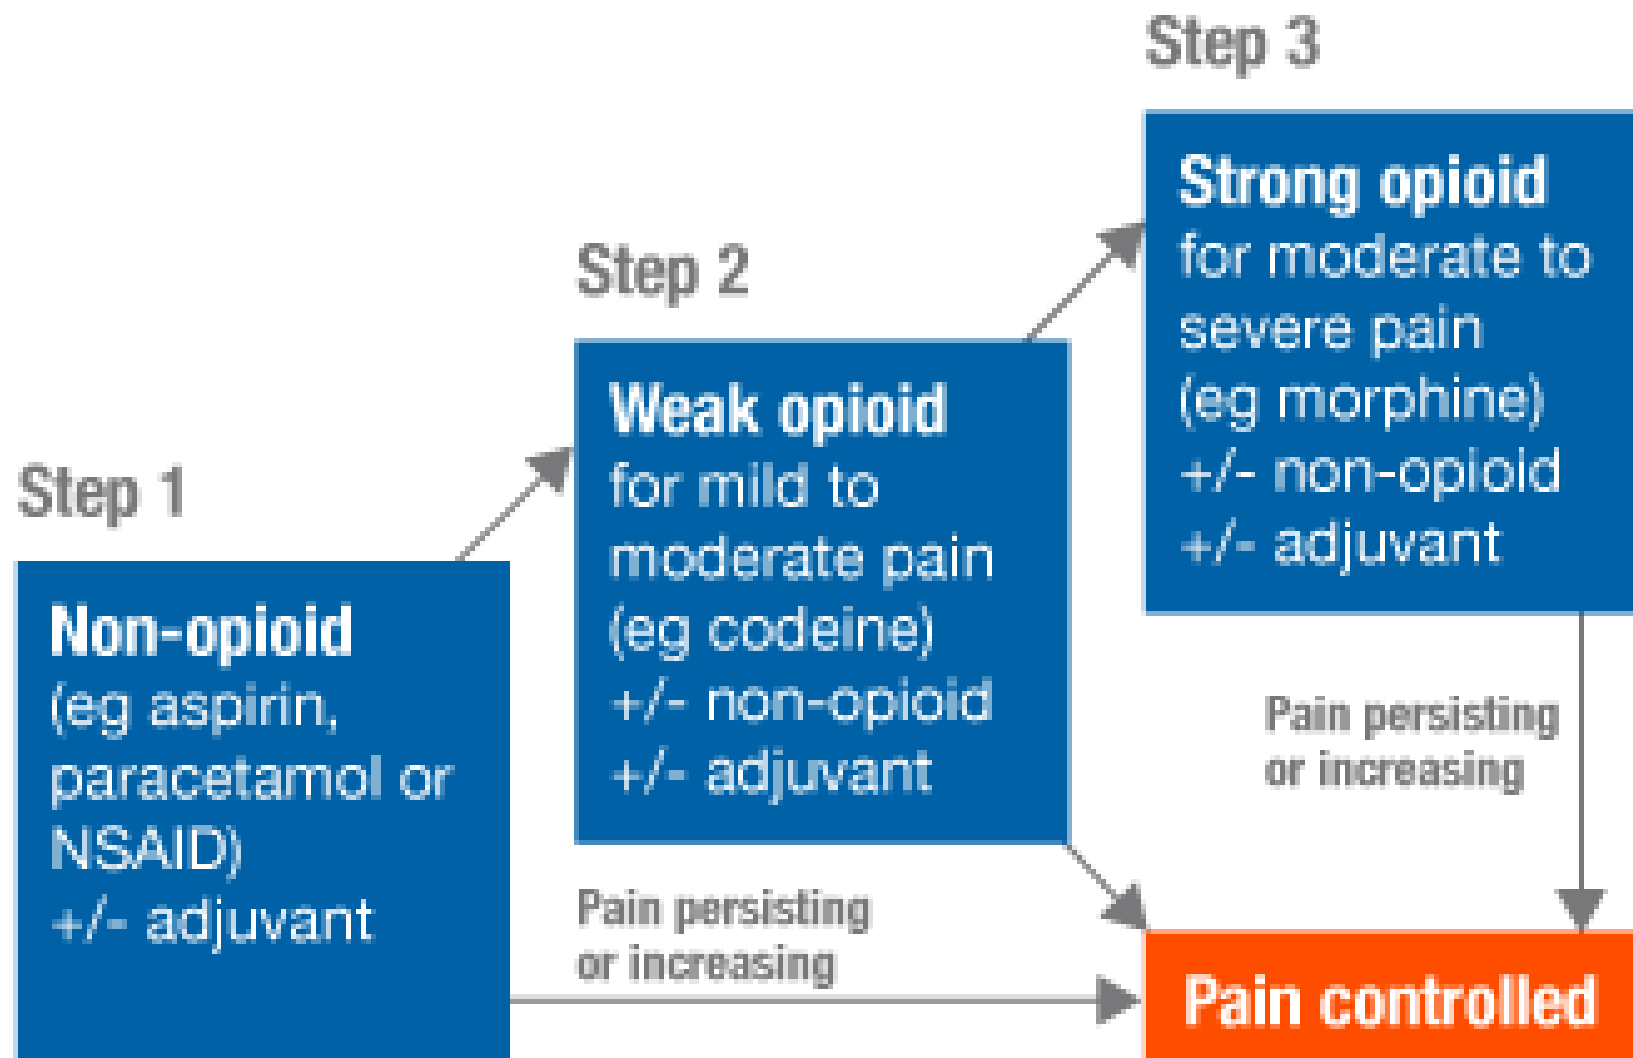 Step 1
Non-opioid
(eg aspirin,
paracetamol or
NSAID)
+/- adjuvant
Step 2
Weak opioid
for mild to
moderate pain
(eg codeine)
+/- non-opioid
+/- adjuvant
Step 3
Strong opioid
for moderate to
severe pain
(eg morphine)
+/- non-opioid
+/- adjuvant
Pain persisting
or increasing
Pain persisting
or increasing
Pain controlled